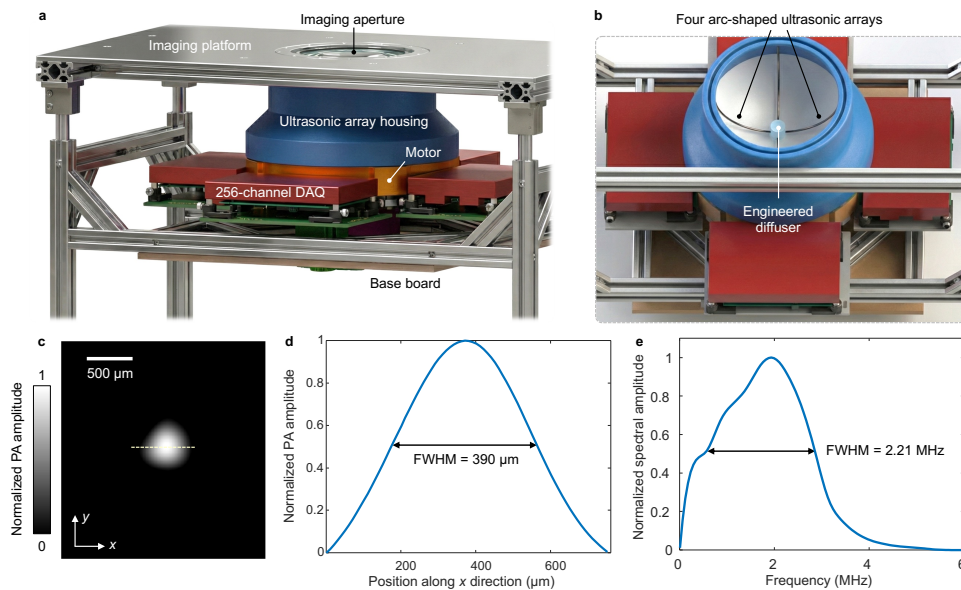 a
Imaging aperture
Imaging platform
Ultrasonic array housing
Motor
256-channel DAQ
Base board
b
Four arc-shaped ultrasonic arrays
Engineered
diffuser
c
Normalized PA amplitude
1
0
500 µm
y
x
d
Normalized PA amplitude
1
0.8
0.6
0.4
0.2
0
FWHM = 390 µm
200
400
600
Position along x direction (µm)
e
Normalized spectral amplitude
1
0.8
0.6
0.4
0.2
0
FWHM = 2.21 MHz
0
2
4
6
Frequency (MHz)